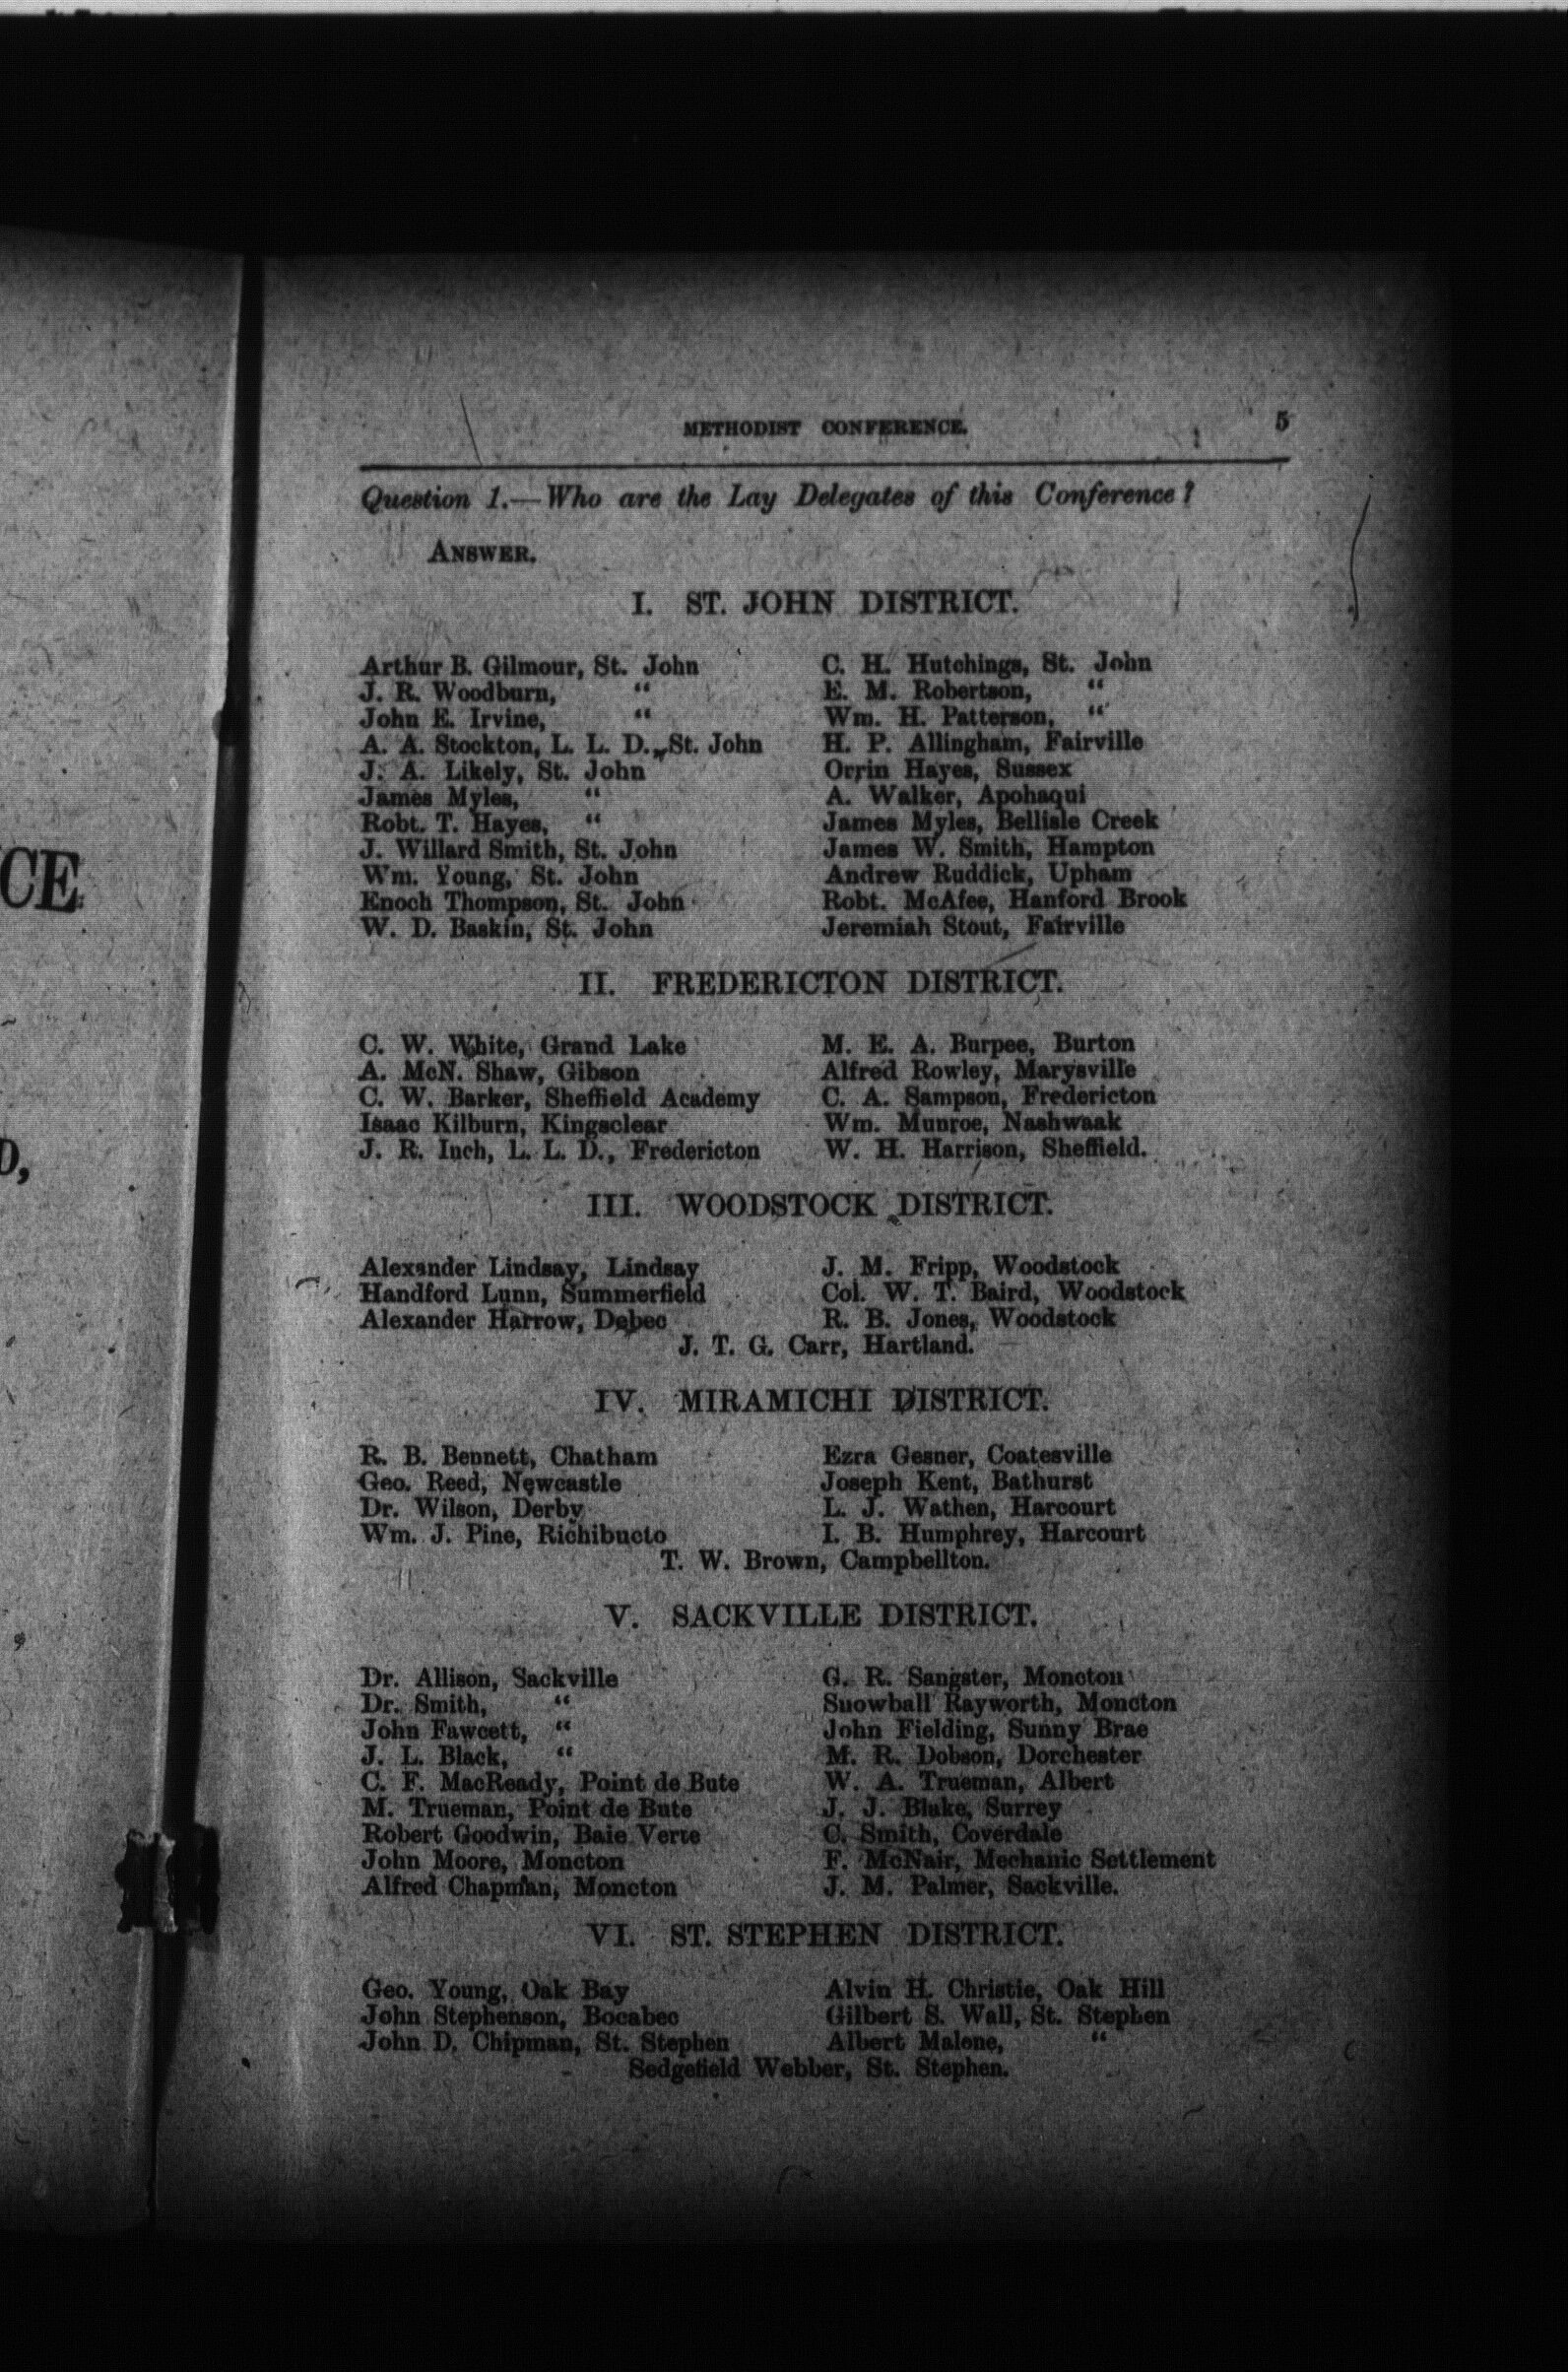 METHODIST CONFERENCE. 5
Question 1.—Who are the Lay Delegates of this Conference?
ANSWER.
I. ST. JOHN DISTRICT.
Arthur B. Gilmour, St. John
J. R. Woodburn, "
John E. Irvine, "
A. A. Stockton, L. L. D., St. John
J. A. Likely, St. John
James Myles, "
Robt. T. Hayes, "
J. Willard Smith, St. John
Wm. Young, St. John
Enoch Thompson, St. John
W. D. Baskin, St. John
C. H. Hutchings, St. John
E. M. Robertson, "
Wm. H. Patterson, "
H. P. Allingham, Fairville
Orrin Hayes, Sussex
A. Walker, Apohaqui
James Myles, Bellisle Creek
James W. Smith, Hampton
Andrew Ruddick, Upham
Robt. McAfee, Hanford Brook
Jeremiah Stout, Fairville
II. FREDERICTON DISTRICT.
C. W. White, Grand Lake
A. McN. Shaw, Gibson
C. W. Barker, Sheffield Academy
Isaac Kilburn, Kingsclear
J. R. Inch, L. L. D., Fredericton
M. E. A. Burpee, Burton
Alfred Rowley, Marysville
C. A. Sampson, Fredericton
Wm. Munroe, Nashwaak
W. H. Harrison, Sheffield.
III. WOODSTOCK DISTRICT.
Alexander Lindsay, Lindsay
Handford Lunn, Summerfield
Alexander Harrow, Debec
J. M. Fripp, Woodstock
Col. W. T. Baird, Woodstock
R. B. Jones, Woodstock
J. T. G. Carr, Hartland.
IV. MIRAMICHI DISTRICT.
R. B. Bennett, Chatham
Geo. Reed, Newcastle
Dr. Wilson, Derby
Wm. J. Pine, Richibucto
Ezra Gesner, Coatesville
Joseph Kent, Bathurst
L. J. Wathen, Harcourt
I. B. Humphrey, Harcourt
T. W. Brown, Campbellton.
V. SACKVILLE DISTRICT.
Dr. Allison, Sackville
Dr. Smith, "
John Fawcett, "
J. L. Black, "
C. F. MacReady, Point de Bute
M. Trueman, Point de Bute
Robert Goodwin, Baie Verte
John Moore, Moncton
Alfred Chapman, Moncton
G. R. Sangster, Moncton
Snowball Rayworth, Moncton
John Fielding, Sunny Brae
M. R. Dobson, Dorchester
W. A. Trueman, Albert
J. J. Blake, Surrey
C. Smith, Coverdale
F. McNair, Mechanic Settlement
J. M. Palmer, Sackville.
VI. ST. STEPHEN DISTRICT.
Geo. Young, Oak Bay
John Stephenson, Bocabec
John D. Chipman, St. Stephen
Alvin H. Christie, Oak Hill
Gilbert S. Wall, St. Stephen
Albert Malone, "
Sedgefield Webber, St. Stephen.